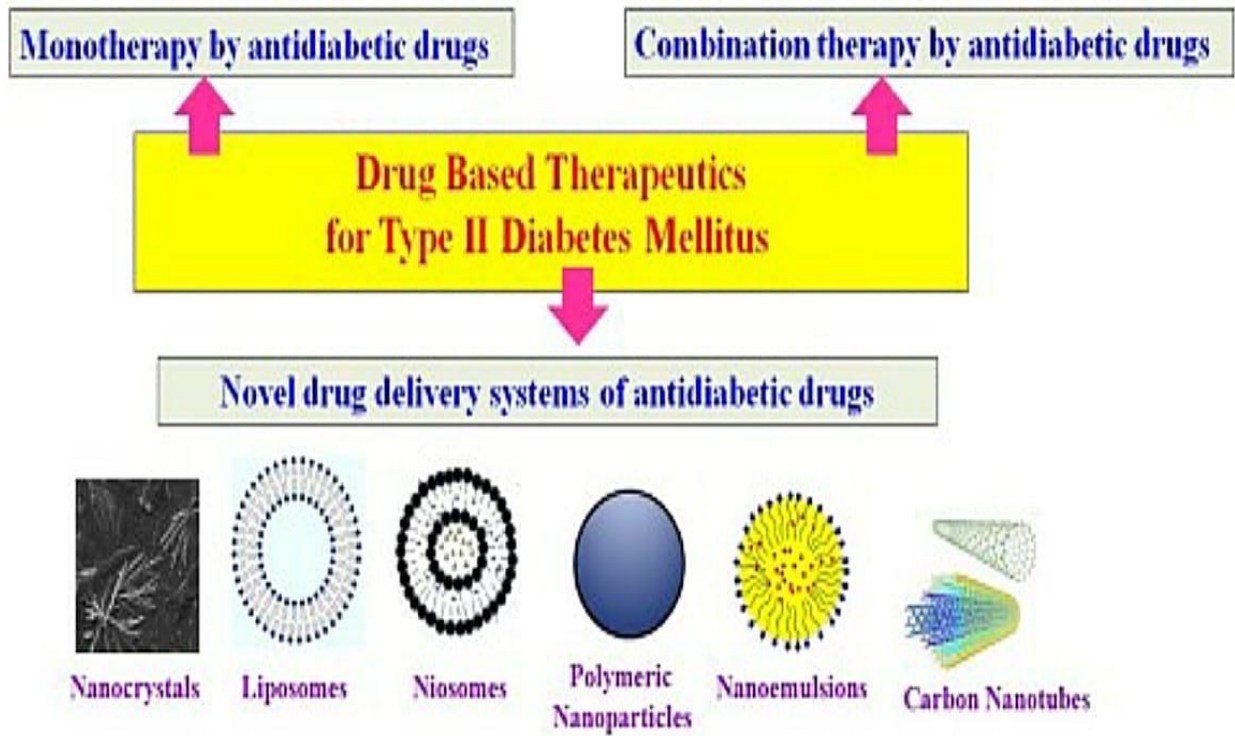 Monotherapy by antidiabetic drugs
Combination therapy by antidiabetic drugs
Drug Based Therapeutics
for Type II Diabetes Mellitus
Novel drug delivery systems of antidiabetic drugs
Nanocrystals
Liposomes
Niosomes
Polymeric
Nanoparticles
Nanoemulsions
Carbon Nanotubes